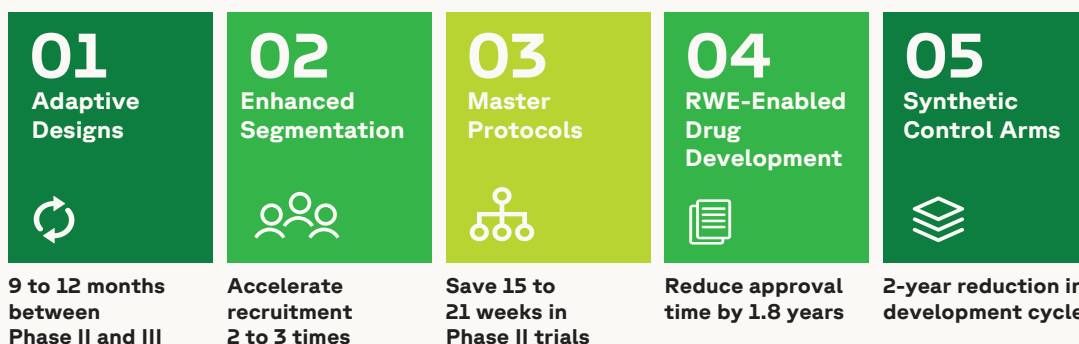 01
Adaptive
Designs
02
Enhanced
Segmentation
03
Master
Protocols
04
RWE-Enabled
Drug
Development
05
Synthetic
Control Arms
9 to 12 months
between
Phase II and III
Accelerate
recruitment
2 to 3 times
Save 15 to
21 weeks in
Phase II trials
Reduce approval
time by 1.8 years
2-year reduction in
development cycle